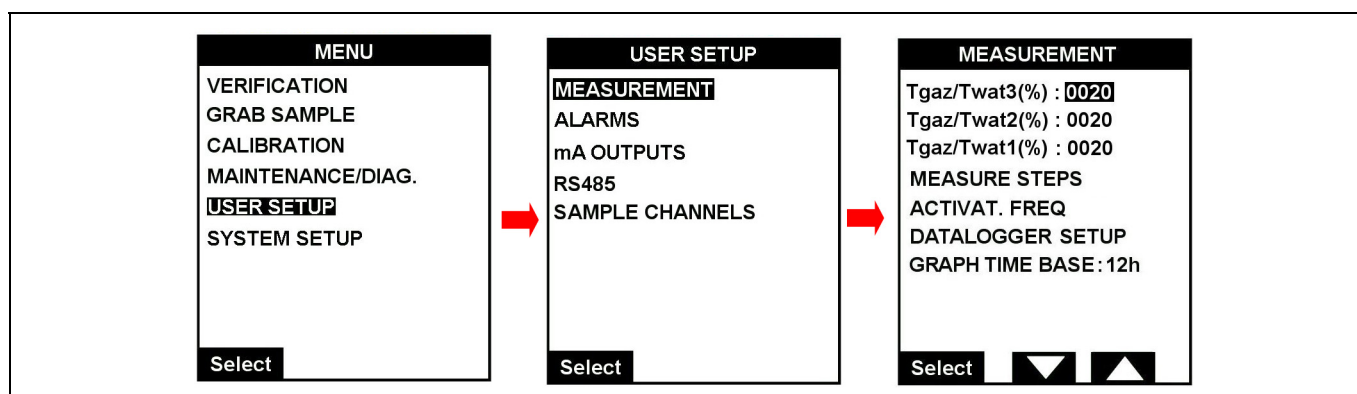 MENU
VERIFICATION
GRAB SAMPLE
CALIBRATION
MAINTENANCE/DIAG.
USER SETUP
SYSTEM SETUP
Select
USER SETUP
MEASUREMENT
ALARMS
mA OUTPUTS
RS485
SAMPLE CHANNELS
Select
MEASUREMENT
Tgaz/Twat3(%) : 0020
Tgaz/Twat2(%) : 0020
Tgaz/Twat1(%) : 0020
MEASURE STEPS
ACTIVAT. FREQ
DATALOGGER SETUP
GRAPH TIME BASE: 12h
Select